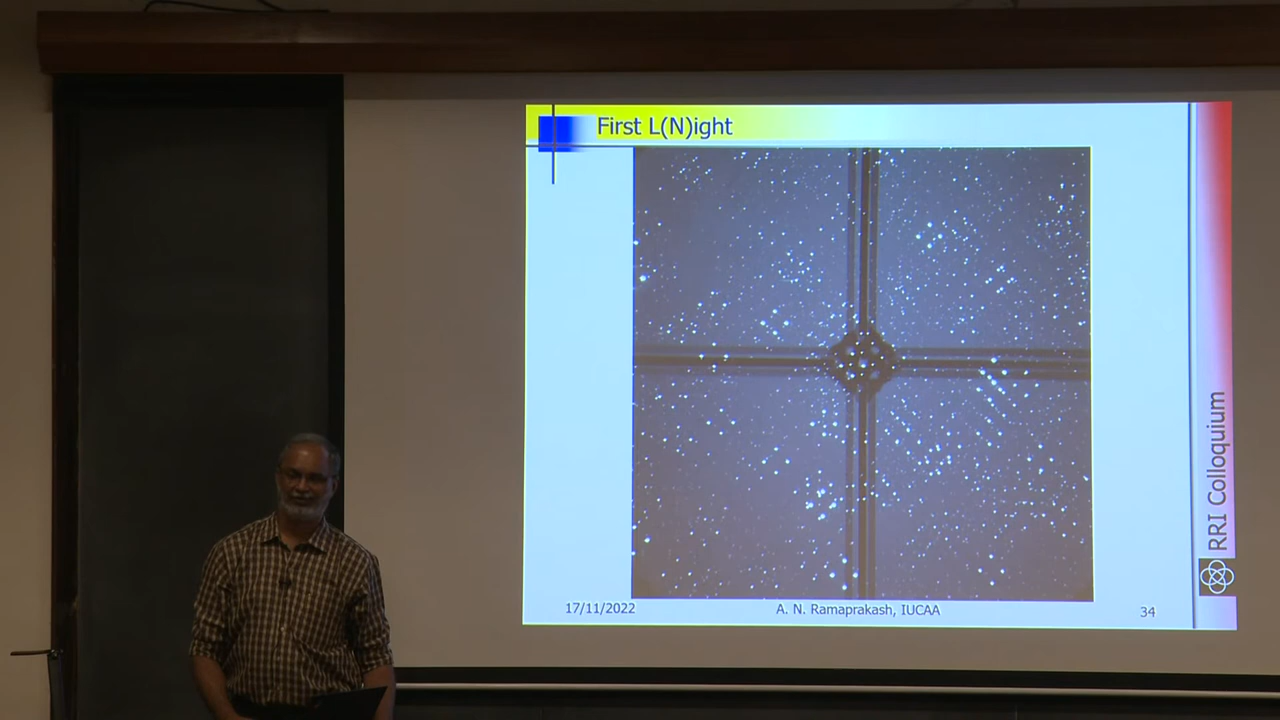 First L(N)ight
RRI Colloquium
17/11/2022
A. N. Ramaprakash, IUCAA
34